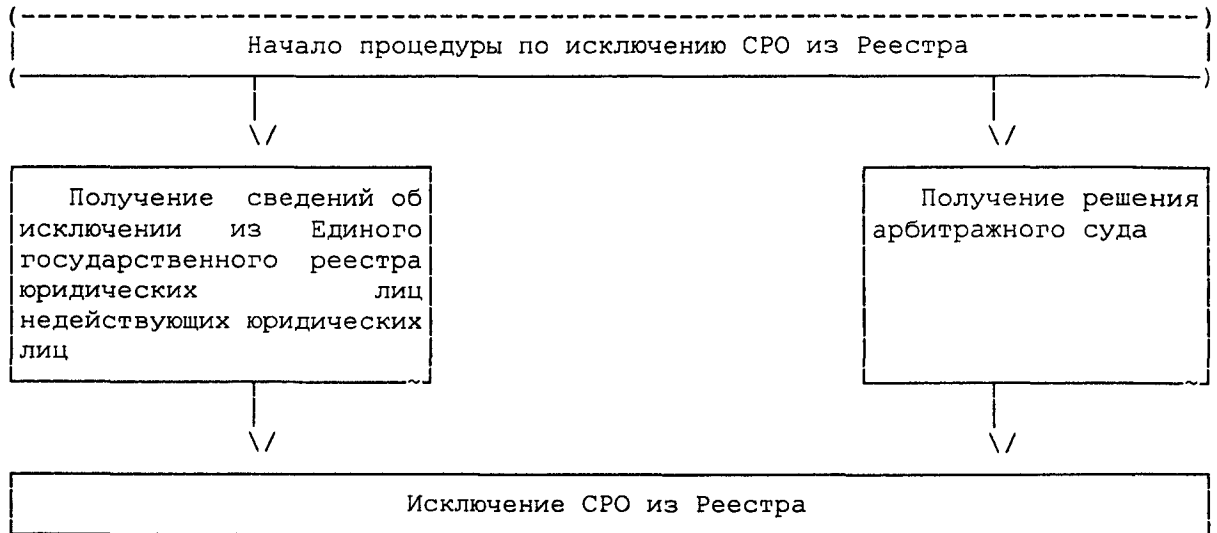 Начало процедуры по исключению СРО из Реестра
Получение сведений об
исключении из Единого
государственного реестра
юридических лиц
недействующих юридических
лиц
Получение решения
арбитражного суда
Исключение СРО из Реестра